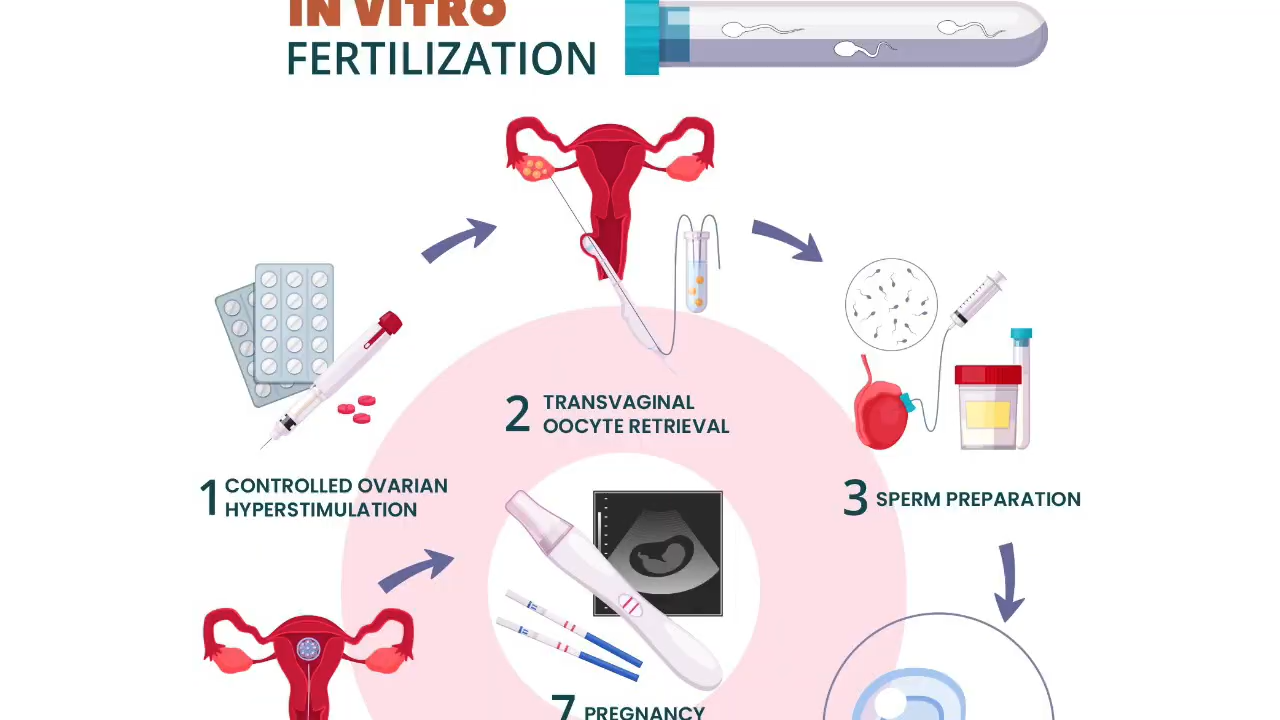 IN VITRO
FERTILIZATION
1 CONTROLLED OVARIAN
HYPERSTIMULATION
2 TRANSVAGINAL
OOCYTE RETRIEVAL
3 SPERM PREPARATION
7 PREGNANCY